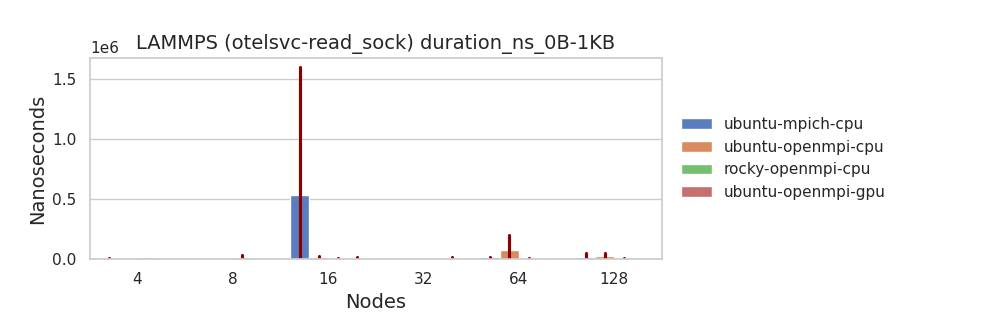 LAMMPS (otelsvc-read_sock) duration_ns_0B-1KB
1e6
1.5
1.0
0.5
0.0
Nanoseconds
4 8 16 32 64 128
Nodes
ubuntu-mpich-cpu
ubuntu-openmpi-cpu
rocky-openmpi-cpu
ubuntu-openmpi-gpu